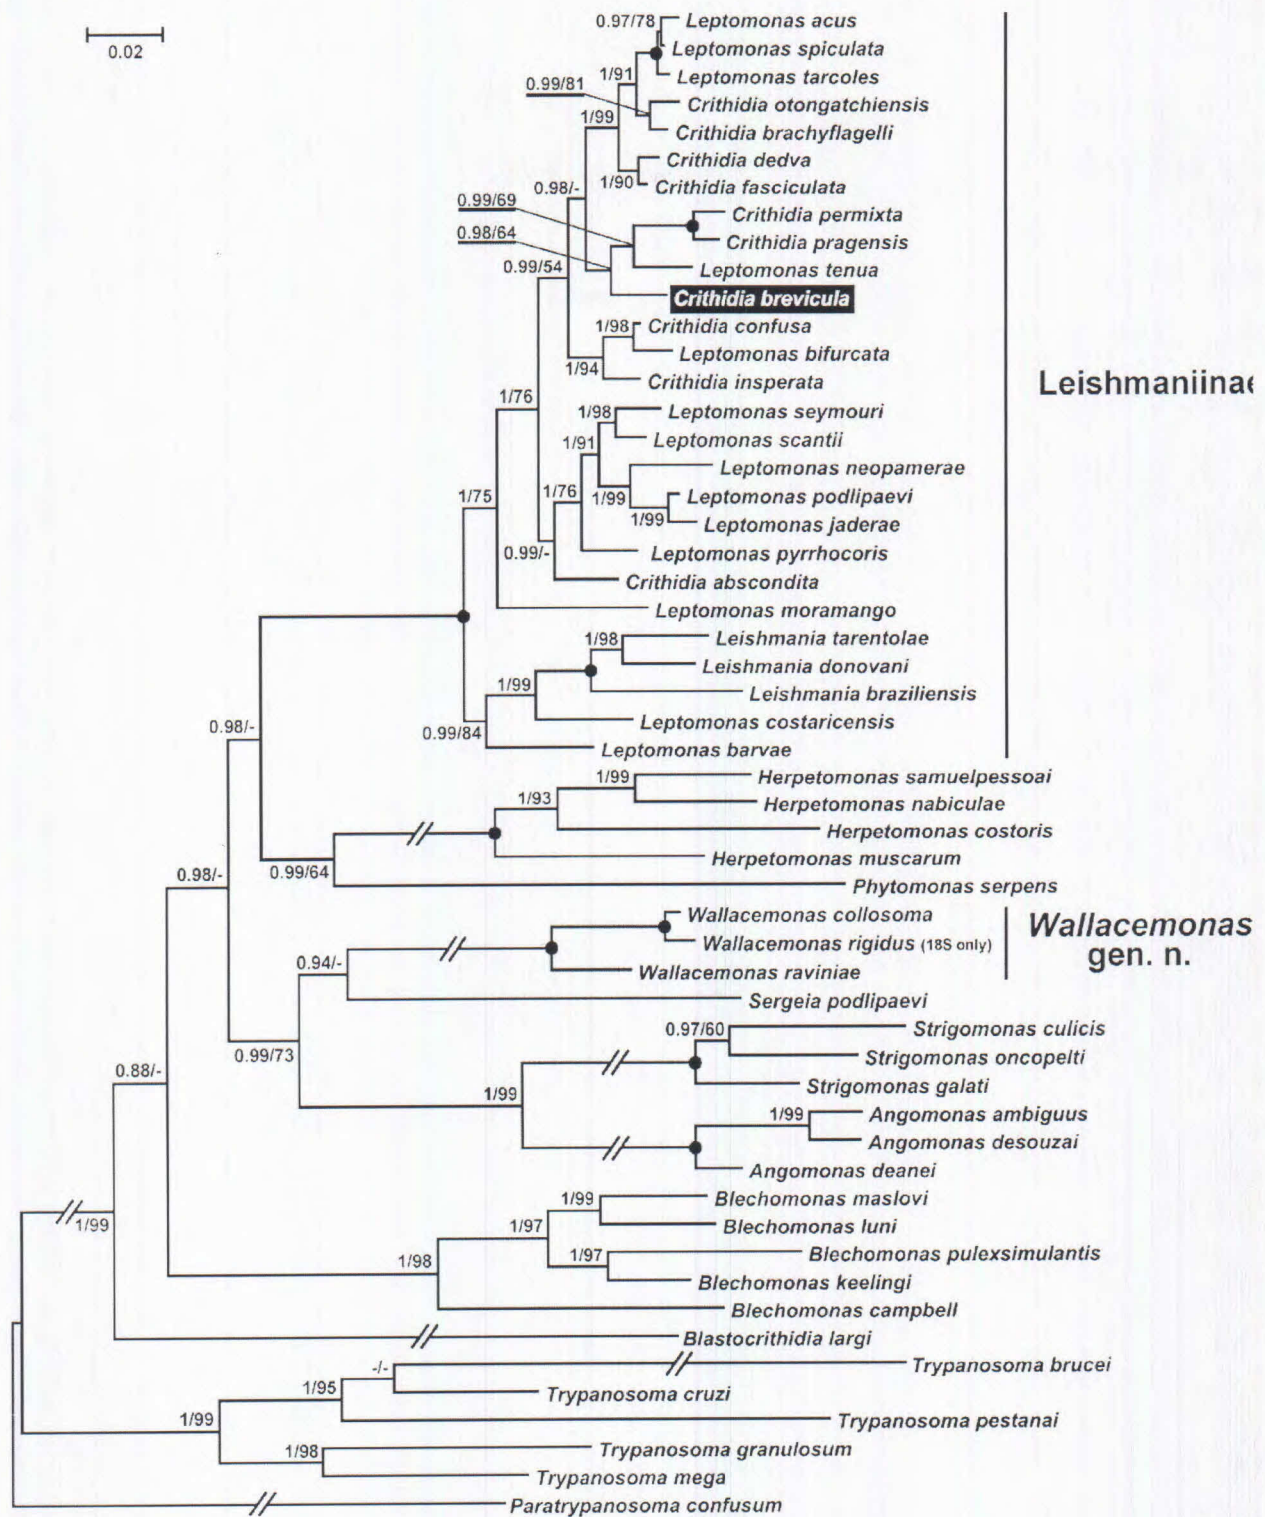 0.02
0.97/78 Leptomonas acus
Leptomonas spiculata
1/91 Leptomonas tarcoles
0.99/81 Crithidia otongatchiensis
1/99 Crithidia brachyflagelli
Crithidia dedva
1/90 Crithidia fasciculata
0.98/-
0.99/69 Crithidia permixta
0.98/64 Crithidia pragensis
0.99/54 Leptomonas tenua
Crithidia brevicula
1/98 Crithidia confusa
Leptomonas bifurcata
1/94 Crithidia insperata
Leishmaniinae
1/76
1/98 Leptomonas seymouri
1/91 Leptomonas scantii
Leptomonas neopamerae
1/75 1/76 1/99 Leptomonas podlipaevi
1/99 Leptomonas jaderae
0.99/- Leptomonas pyrrhocoris
Crithidia abscondita
Leptomonas moramango
1/98 Leishmania tarentolae
Leishmania donovani
1/99 Leishmania braziliensis
0.98/- 0.99/84 Leptomonas costaricensis
Leptomonas barvae
1/99 Herpetomonas samuelpessoai
1/93 Herpetomonas nabiculae
Herpetomonas costoris
Herpetomonas muscarum
0.98/- 0.99/64 Phytomonas serpens
Wallacemonas collosoma
Wallacemonas rigidus (18S only)
Wallacemonas raviniae
Wallacemonas
gen. n.
0.94/-
Sergeia podlipaevi
0.99/73 0.97/60 Strigomonas culicis
Strigomonas oncopelti
0.88/- Strigomonas galati
1/99 1/99 Angomonas ambiguus
Angomonas desouzai
Angomonas deanei
1/99 Blechomonas maslovi
1/99 1/97 Blechomonas luni
1/98 1/97 Blechomonas pulexsimulantis
Blechomonas keelingi
Blechomonas campbell
Blastocrithidia largi
-/- Trypanosoma brucei
1/95 Trypanosoma cruzi
1/99 Trypanosoma pestanai
1/98 Trypanosoma granulosum
Trypanosoma mega
Paratrypanosoma confusum